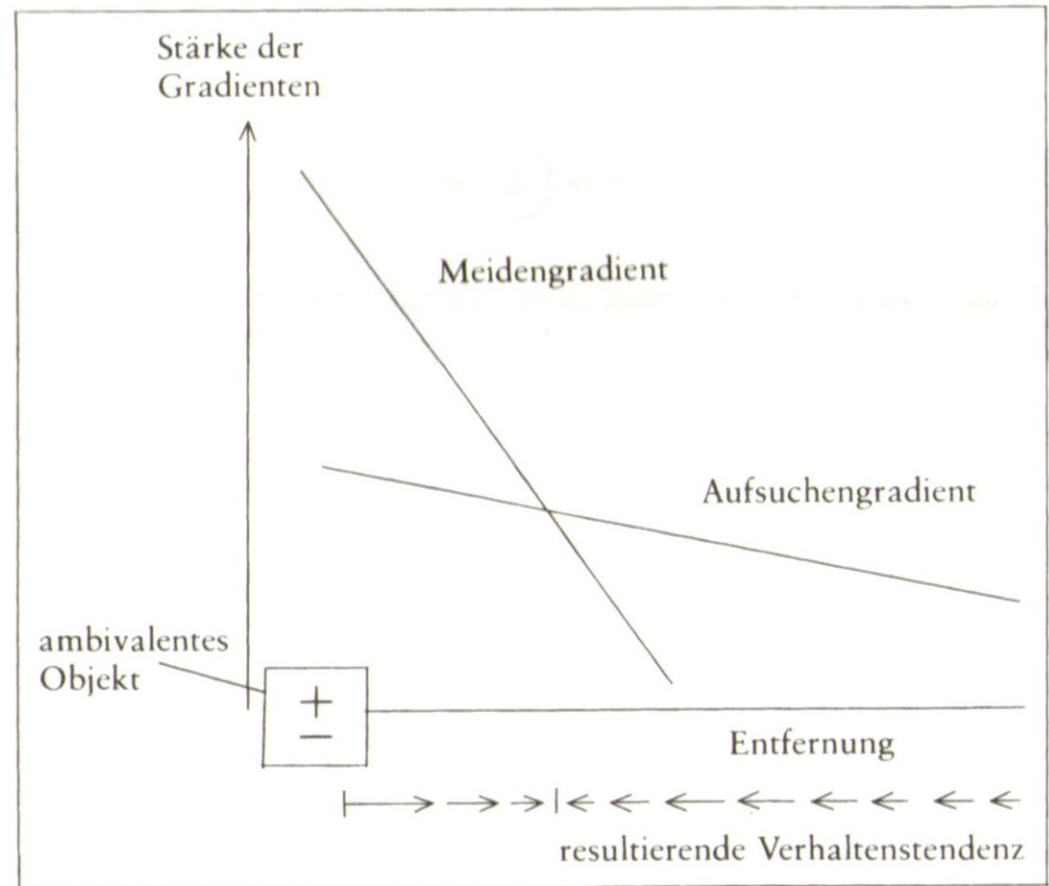 Stärke der
Gradienten
Meidengradient
Aufsuchengradient
ambivalentes
Objekt
+
−
Entfernung
resultierende Verhaltenstendenz